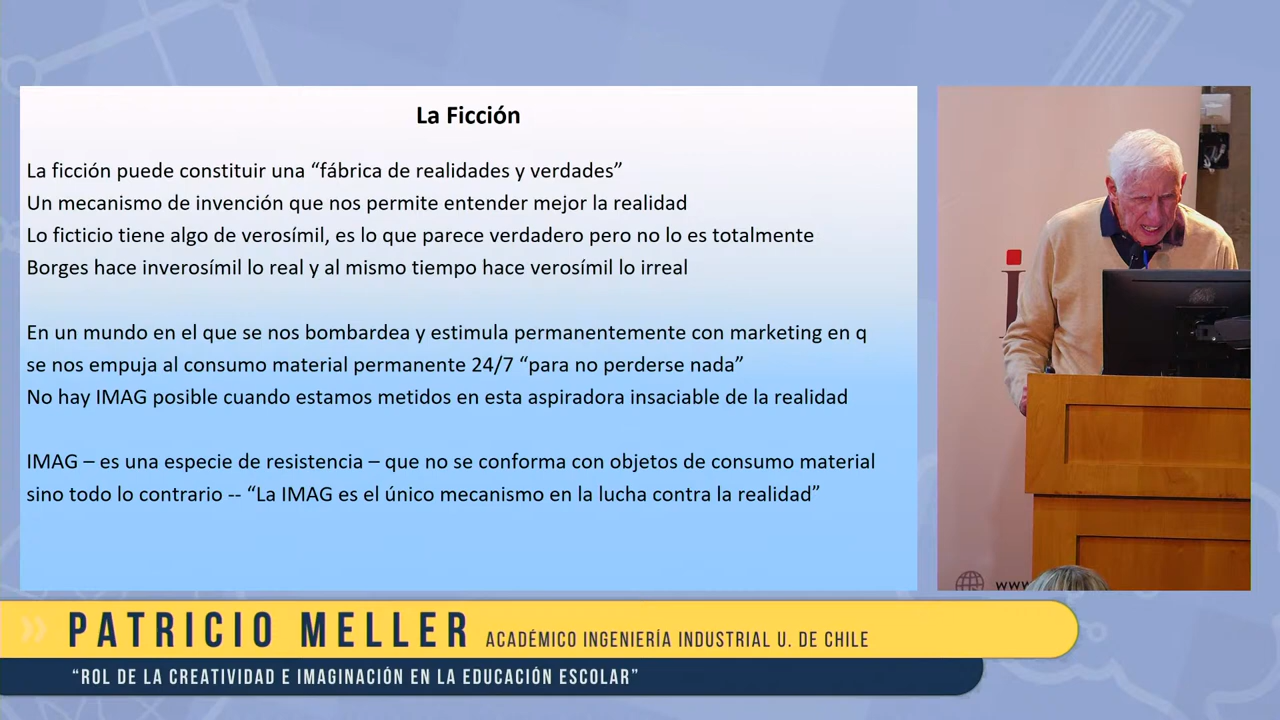 La Ficción
La ficción puede constituir una “fábrica de realidades y verdades”
Un mecanismo de invención que nos permite entender mejor la realidad
Lo ficticio tiene algo de verosímil, es lo que parece verdadero pero no lo es totalmente
Borges hace inverosímil lo real y al mismo tiempo hace verosímil lo irreal
En un mundo en el que se nos bombardea y estimula permanentemente con marketing en q
se nos empuja al consumo material permanente 24/7 “para no perderse nada”
No hay IMAG posible cuando estamos metidos en esta aspiradora insaciable de la realidad
IMAG – es una especie de resistencia – que no se conforma con objetos de consumo material
sino todo lo contrario -- “La IMAG es el único mecanismo en la lucha contra la realidad”
www
PATRICIO MELLER ACADÉMICO INGENIERÍA INDUSTRIAL U. DE CHILE
“ROL DE LA CREATIVIDAD E IMAGINACIÓN EN LA EDUCACIÓN ESCOLAR”